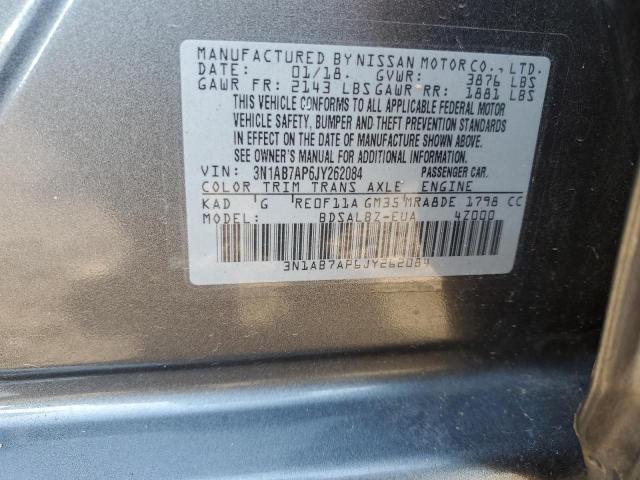 MANUFACTURED BY NISSAN MOTOR CO., LTD.
DATE: 01/18. GVWR: 3876 LBS
GAWR FR: 2143 LBS GAWR RR: 1881 LBS
THIS VEHICLE CONFORMS TO ALL APPLICABLE FEDERAL MOTOR
VEHICLE SAFETY, BUMPER AND THEFT PREVENTION STANDARDS
IN EFFECT ON THE DATE OF MANUFACTURE SHOWN ABOVE.
SEE OWNER'S MANUAL FOR ADDITIONAL INFORMATION.
VIN: 3N1AB7AP6JY262084 PASSENGER CAR.
COLOR TRIM TRANS AXLE ENGINE
KAD G RE0F11A GM35 MRA8DE 1798 CC
MODEL: BDSALBZ-EUA 4Z000
3N1AB7AP6JY262084